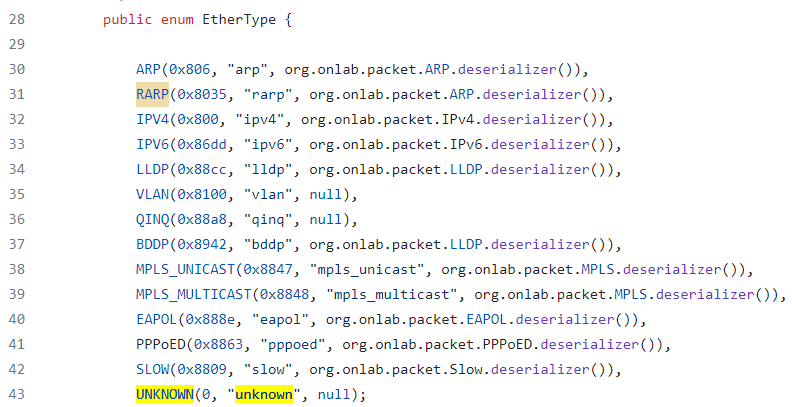 28 public enum EtherType {
29
30 ARP(0x806, "arp", org.onlab.packet.ARP.deserializer()),
31 RARP(0x8035, "rarp", org.onlab.packet.ARP.deserializer()),
32 IPV4(0x800, "ipv4", org.onlab.packet.IPv4.deserializer()),
33 IPV6(0x86dd, "ipv6", org.onlab.packet.IPv6.deserializer()),
34 LLDP(0x88cc, "lldp", org.onlab.packet.LLDP.deserializer()),
35 VLAN(0x8100, "vlan", null),
36 QINQ(0x88a8, "qinq", null),
37 BDDP(0x8942, "bddp", org.onlab.packet.LLDP.deserializer()),
38 MPLS_UNICAST(0x8847, "mpls_unicast", org.onlab.packet.MPLS.deserializer()),
39 MPLS_MULTICAST(0x8848, "mpls_multicast", org.onlab.packet.MPLS.deserializer()),
40 EAPOL(0x888e, "eapol", org.onlab.packet.EAPOL.deserializer()),
41 PPPoED(0x8863, "pppoed", org.onlab.packet.PPPoED.deserializer()),
42 SLOW(0x8809, "slow", org.onlab.packet.Slow.deserializer()),
43 UNKNOWN(0, "unknown", null);